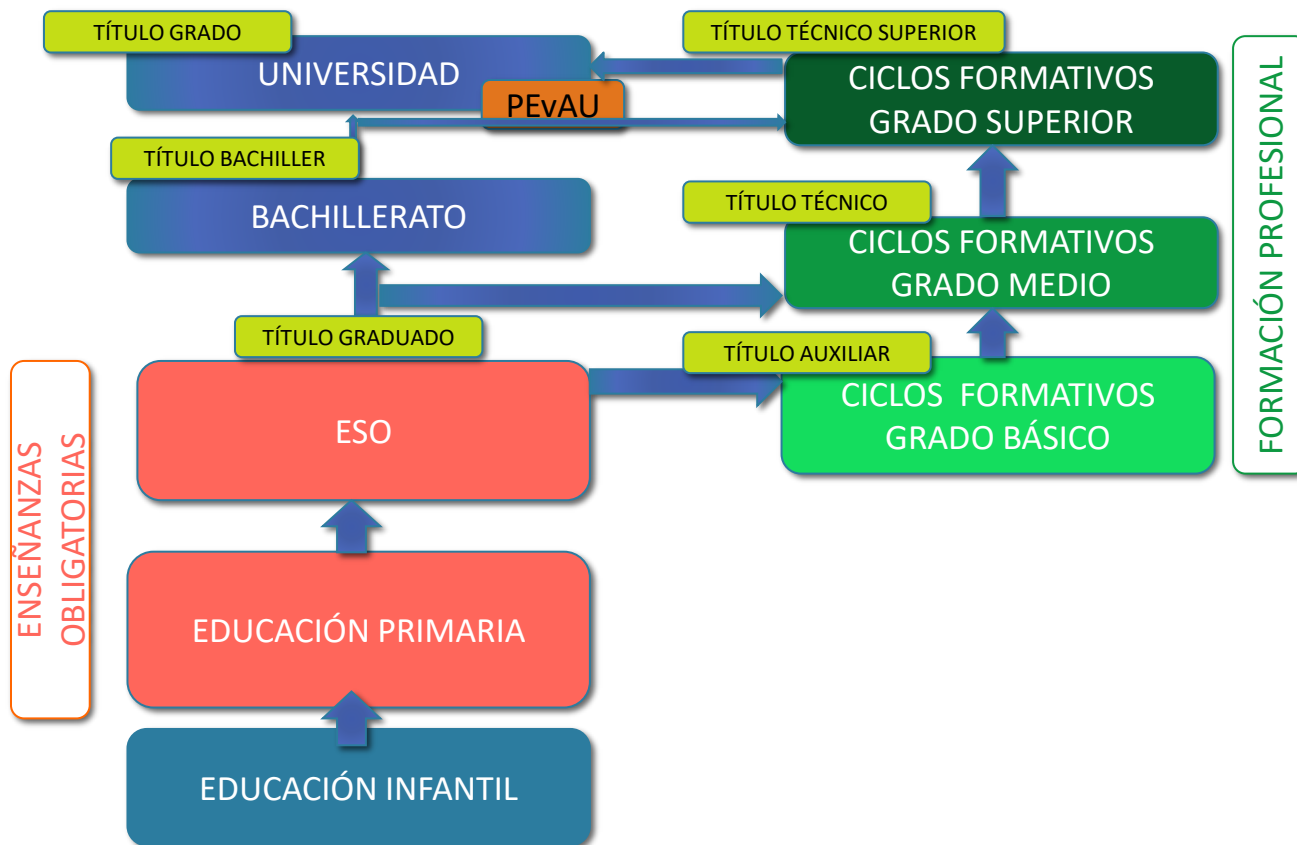 TÍTULO GRADO
UNIVERSIDAD
PEvAU
TÍTULO BACHILLER
BACHILLERATO
TÍTULO GRADUADO
ESO
EDUCACIÓN PRIMARIA
EDUCACIÓN INFANTIL
ENSEÑANZAS
OBLIGATORIAS
TÍTULO TÉCNICO SUPERIOR
CICLOS FORMATIVOS
GRADO SUPERIOR
TÍTULO TÉCNICO
CICLOS FORMATIVOS
GRADO MEDIO
TÍTULO AUXILIAR
CICLOS FORMATIVOS
GRADO BÁSICO
FORMACIÓN PROFESIONAL